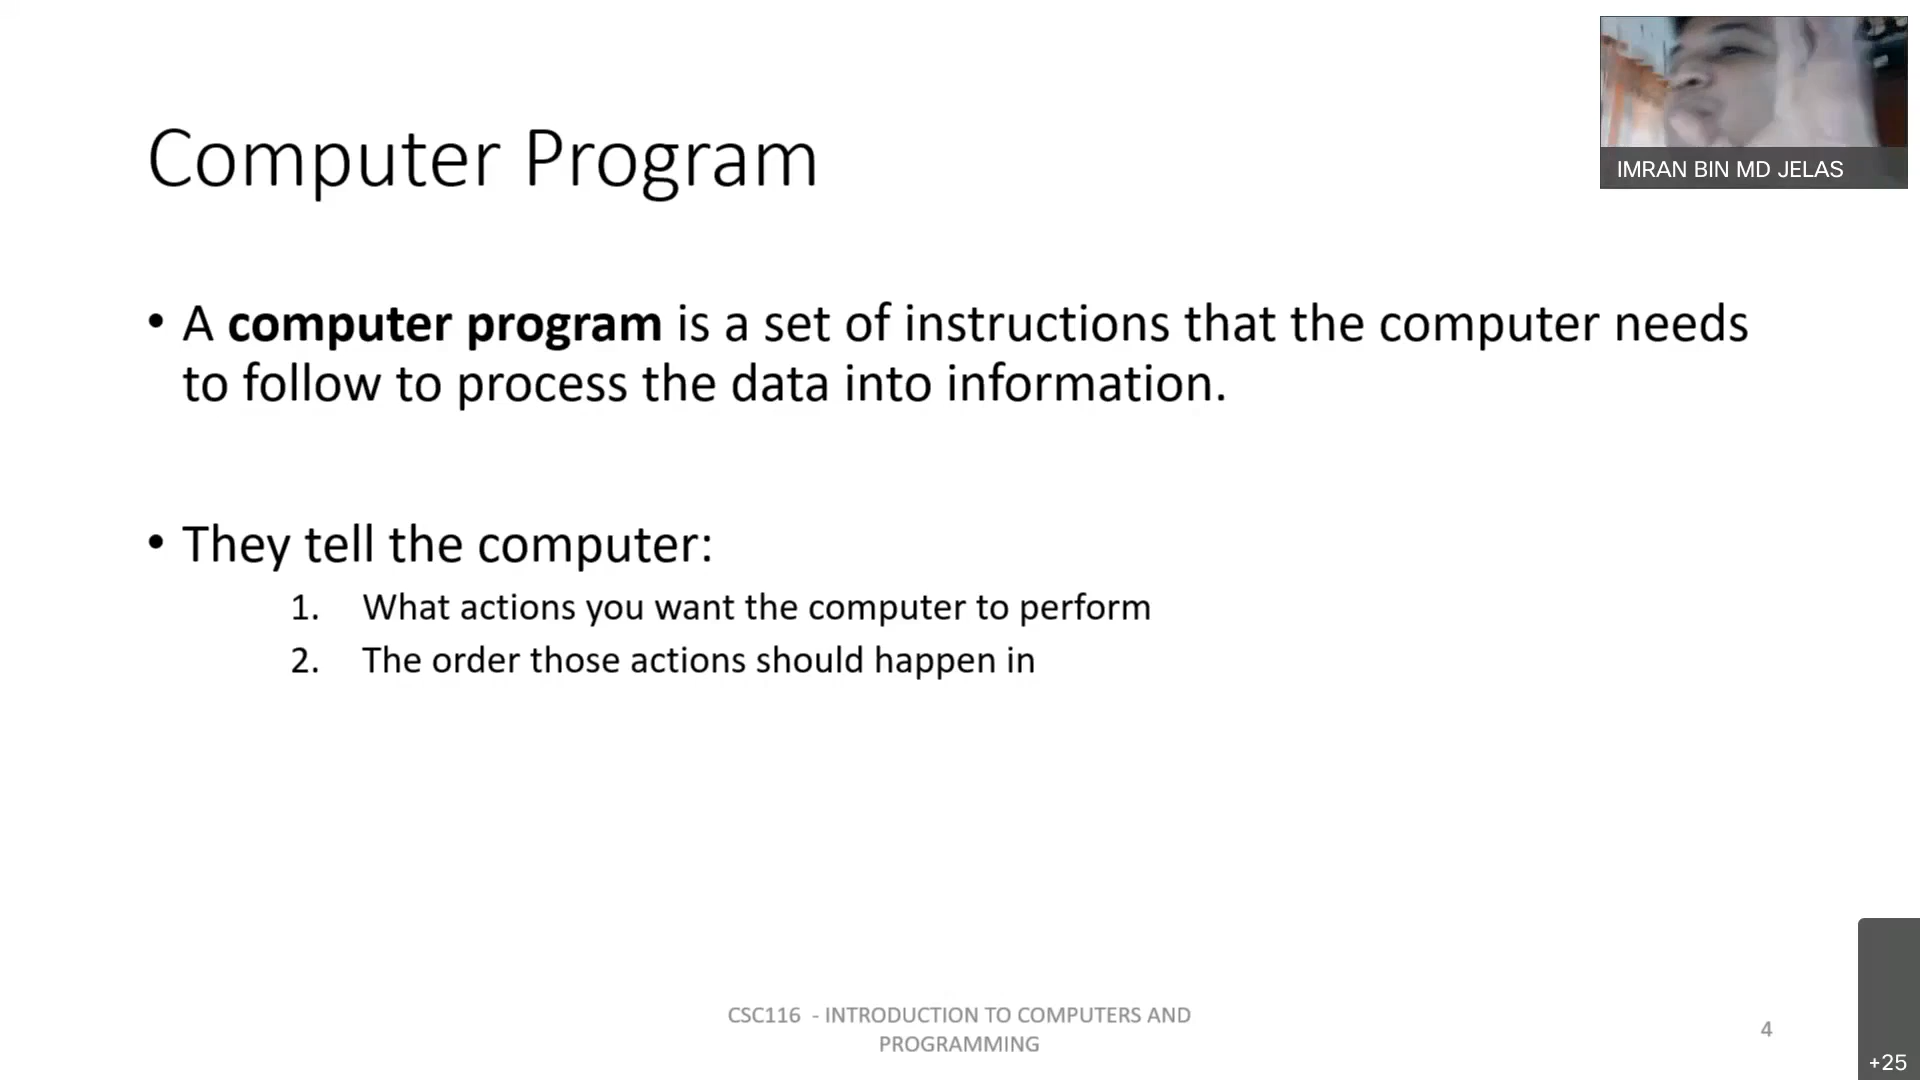 Computer Program
IMRAN BIN MD JELAS
• A computer program is a set of instructions that the computer needs
to follow to process the data into information.
• They tell the computer:
1. What actions you want the computer to perform
2. The order those actions should happen in
CSC116 - INTRODUCTION TO COMPUTERS AND
PROGRAMMING
4
+25